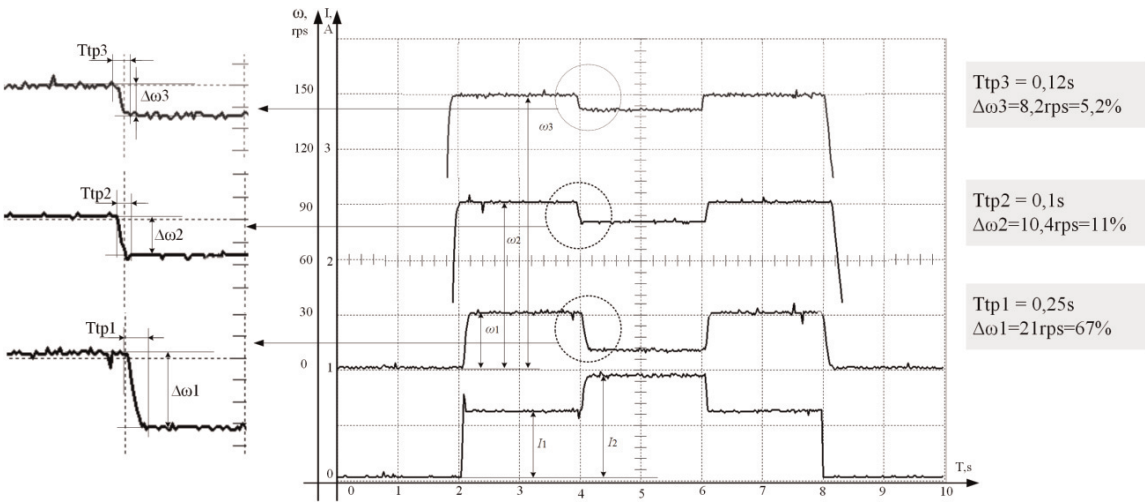 Ttp3
Δω3
Ttp2
Δω2
Ttp1
Δω1
ω,
rps
I,
A
150
120
90
60
30
0
3
2
1
0
ω3
ω2
ω1
I1
I2
0 1 2 3 4 5 6 7 8 9 10
T,s
Ttp3 = 0,12s
Δω3=8,2rps=5,2%
Ttp2 = 0,1s
Δω2=10,4rps=11%
Ttp1 = 0,25s
Δω1=21rps=67%